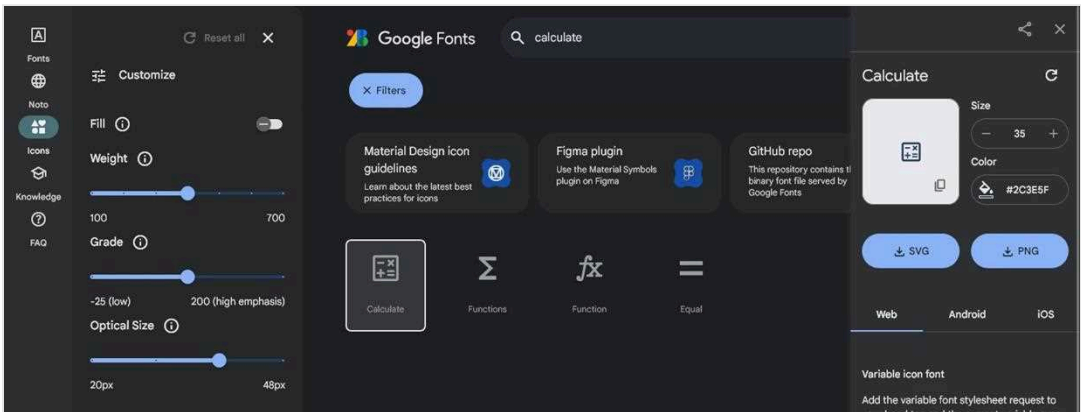 Fonts
Noto
Icons
Knowledge
FAQ
Reset all
Customize
Fill
Weight
100 700
Grade
-25 (low) 200 (high emphasis)
Optical Size
20px 48px
Google Fonts
calculate
× Filters
Material Design icon
guidelines
Learn about the latest best
practices for icons
Figma plugin
Use the Material Symbols
plugin on Figma
GitHub repo
This repository contains th
binary font file served by
Google Fonts
Calculate
Functions
Function
Equal
Calculate
Size
35
Color
#2C3E5F
SVG
PNG
Web Android iOS
Variable icon font
Add the variable font stylesheet request to